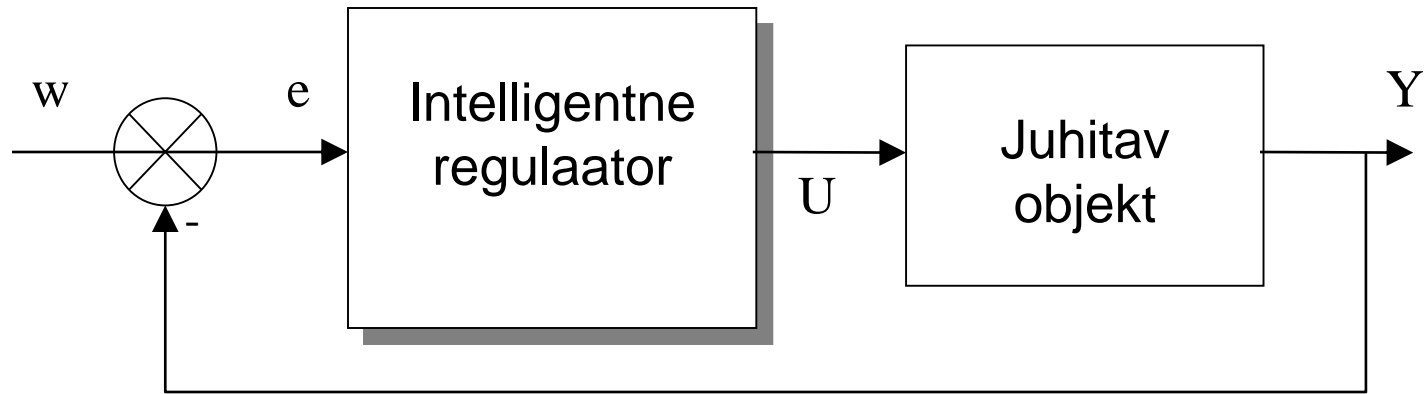 w
e
Intelligentne
regulaator
U
Juhitav
objekt
Y
-